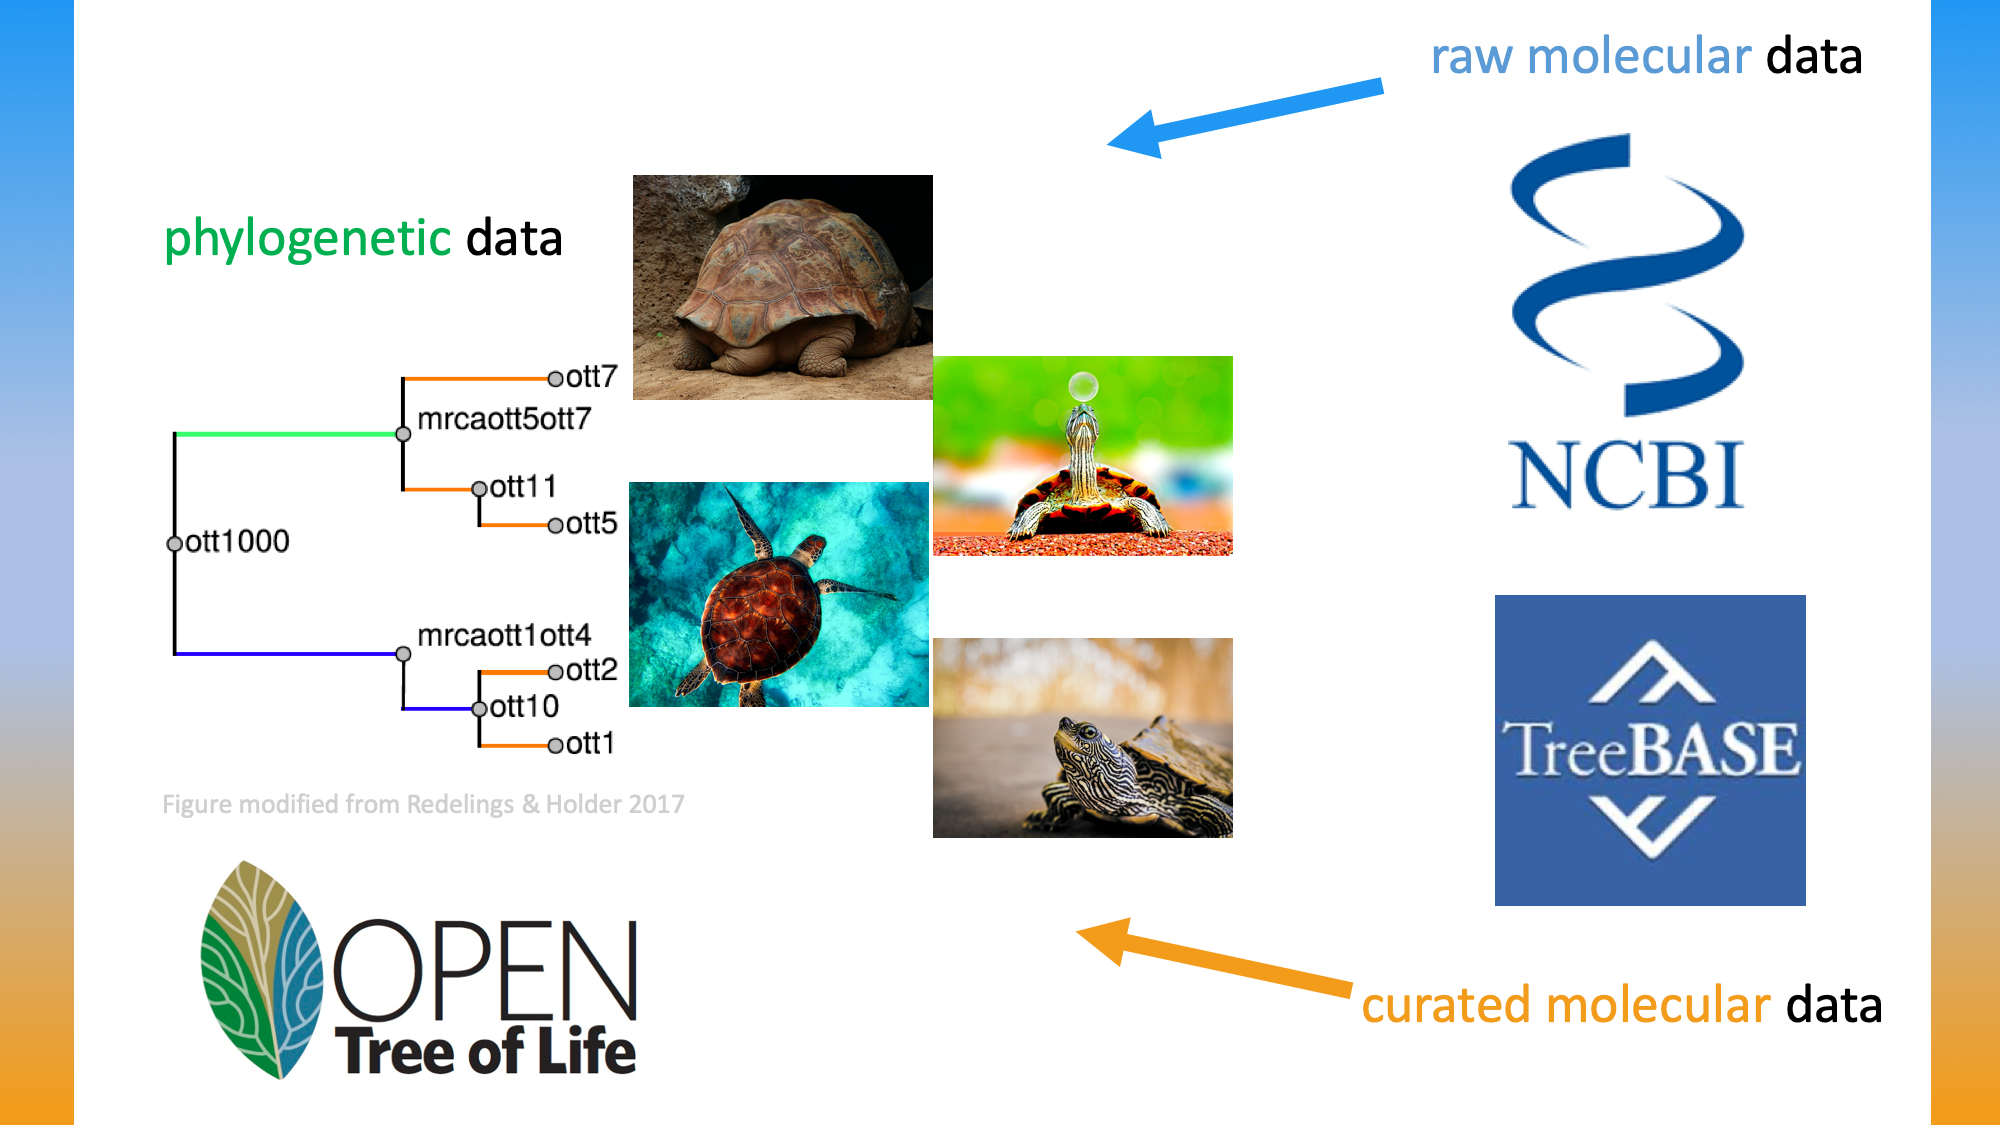 raw molecular data
phylogenetic data
ott7
mrcaott5ott7
ott11
ott5
ott1000
mrcaott1ott4
ott2
ott10
ott1
Figure modified from Redelings & Holder 2017
OPEN
Tree of Life
NCBI
TreeBASE
curated molecular data